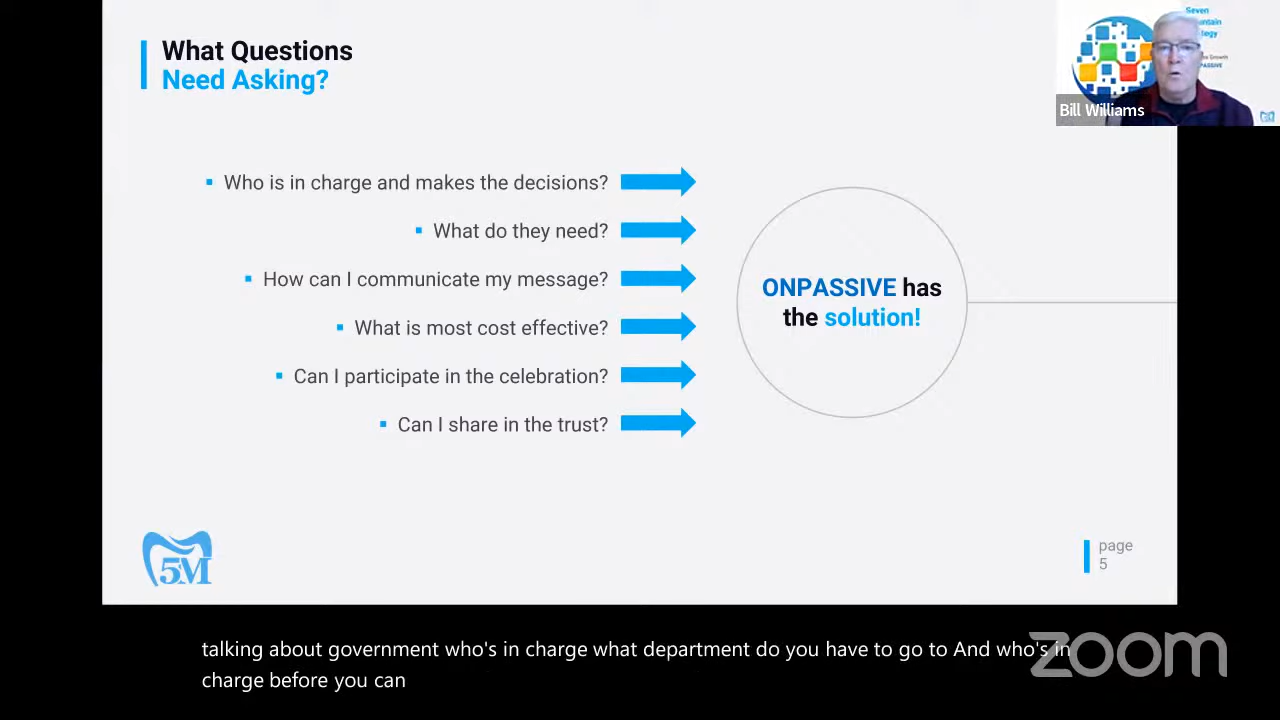 What Questions
Need Asking?
Seven
Bill Williams
▪ Who is in charge and makes the decisions?
▪ What do they need?
▪ How can I communicate my message?
▪ What is most cost effective?
▪ Can I participate in the celebration?
▪ Can I share in the trust?
ONPASSIVE has
the solution!
5M
page
5
talking about government who's in charge what department do you have to go to And who's in
charge before you can
zoom